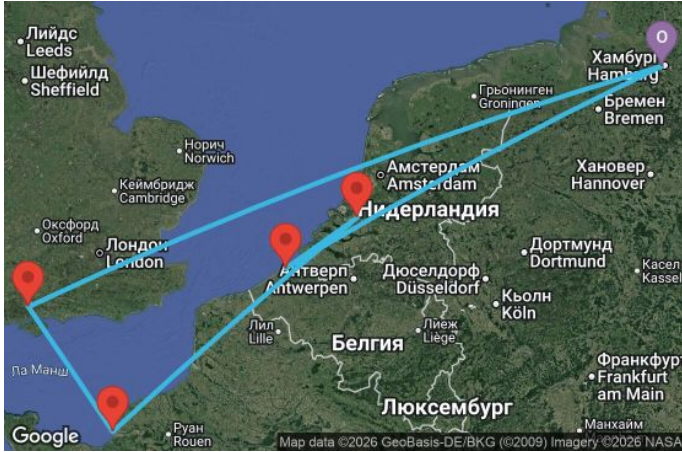 Лийдс
Leeds
Шефийлд
Sheffield
О
Хамбург
Hamburg
Грьонинген
Groningen
Бремен
Bremen
Норич
Norwich
Амстердам
Amsterdam
Хановер
Hannover
Кеймбридж
Cambridge
Нидерландия
Оксфорд
Oxford
Лондон
London
Дортмунд
Dortmund
Антверп
Antwerpen
Дюселдорф
Düsseldorf
Касел
Kassel
Кьолн
Köln
Лил
Lille
Белгия
Лиеж
Liège
Ла Манш
Франкфурт
Frankfurt
am Main
Люксембург
Руан
Rouen
Манхайм
Google
Map data ©2026 GeoBasis-DE/BKG (©2009) Imagery ©2026 NASA